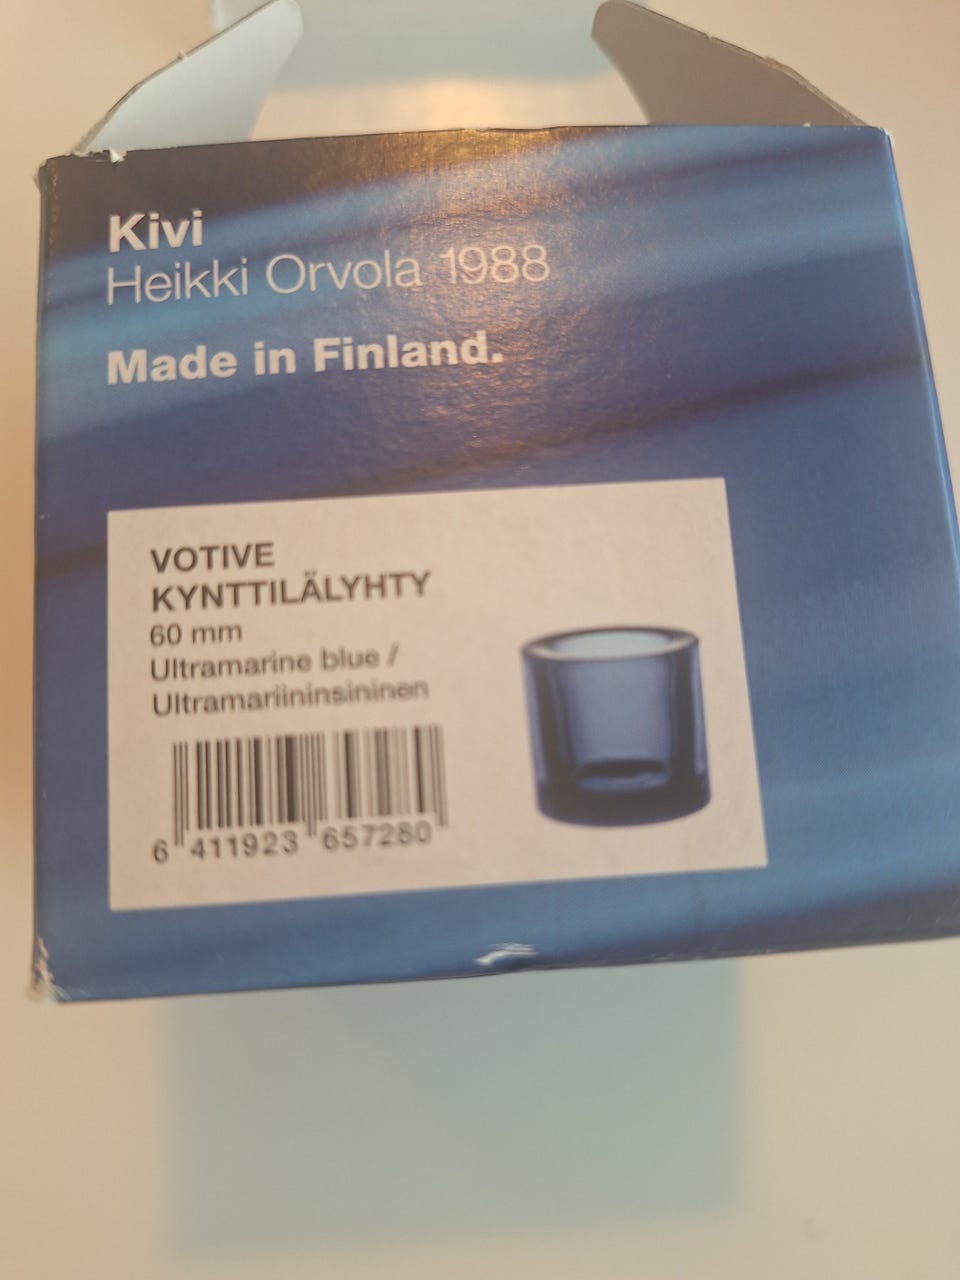 Kivi
Heikki Orvola 1988
Made in Finland.
VOTIVE
KYNTTILÄLYHTY
60 mm
Ultramarine blue /
Ultramariininsininen
6 411923 657280